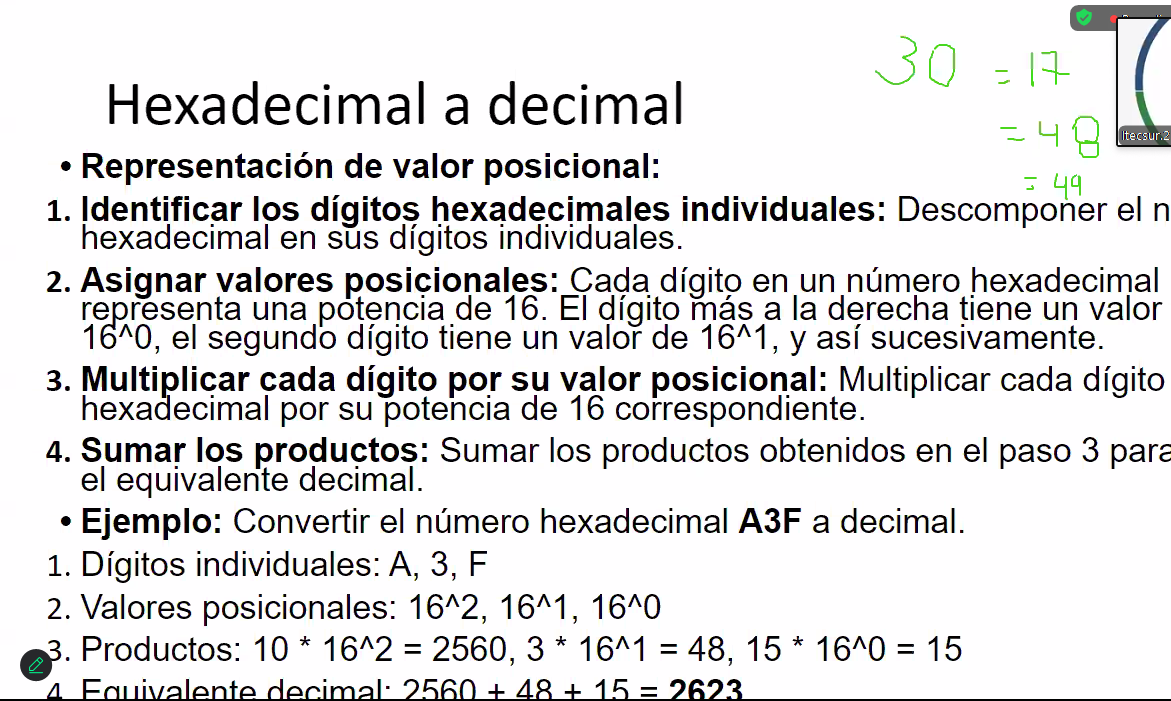 30 = 17
= 48
= 49
Itecsur.2
Hexadecimal a decimal
• Representación de valor posicional:
1. Identificar los dígitos hexadecimales individuales: Descomponer el n
hexadecimal en sus dígitos individuales.
2. Asignar valores posicionales: Cada dígito en un número hexadecimal
representa una potencia de 16. El dígito más a la derecha tiene un valor
16^0, el segundo dígito tiene un valor de 16^1, y así sucesivamente.
3. Multiplicar cada dígito por su valor posicional: Multiplicar cada dígito
hexadecimal por su potencia de 16 correspondiente.
4. Sumar los productos: Sumar los productos obtenidos en el paso 3 para
el equivalente decimal.
• Ejemplo: Convertir el número hexadecimal A3F a decimal.
1. Dígitos individuales: A, 3, F
2. Valores posicionales: 16^2, 16^1, 16^0
3. Productos: 10 * 16^2 = 2560, 3 * 16^1 = 48, 15 * 16^0 = 15
4. Equivalente decimal: 2560 + 48 + 15 = 2623